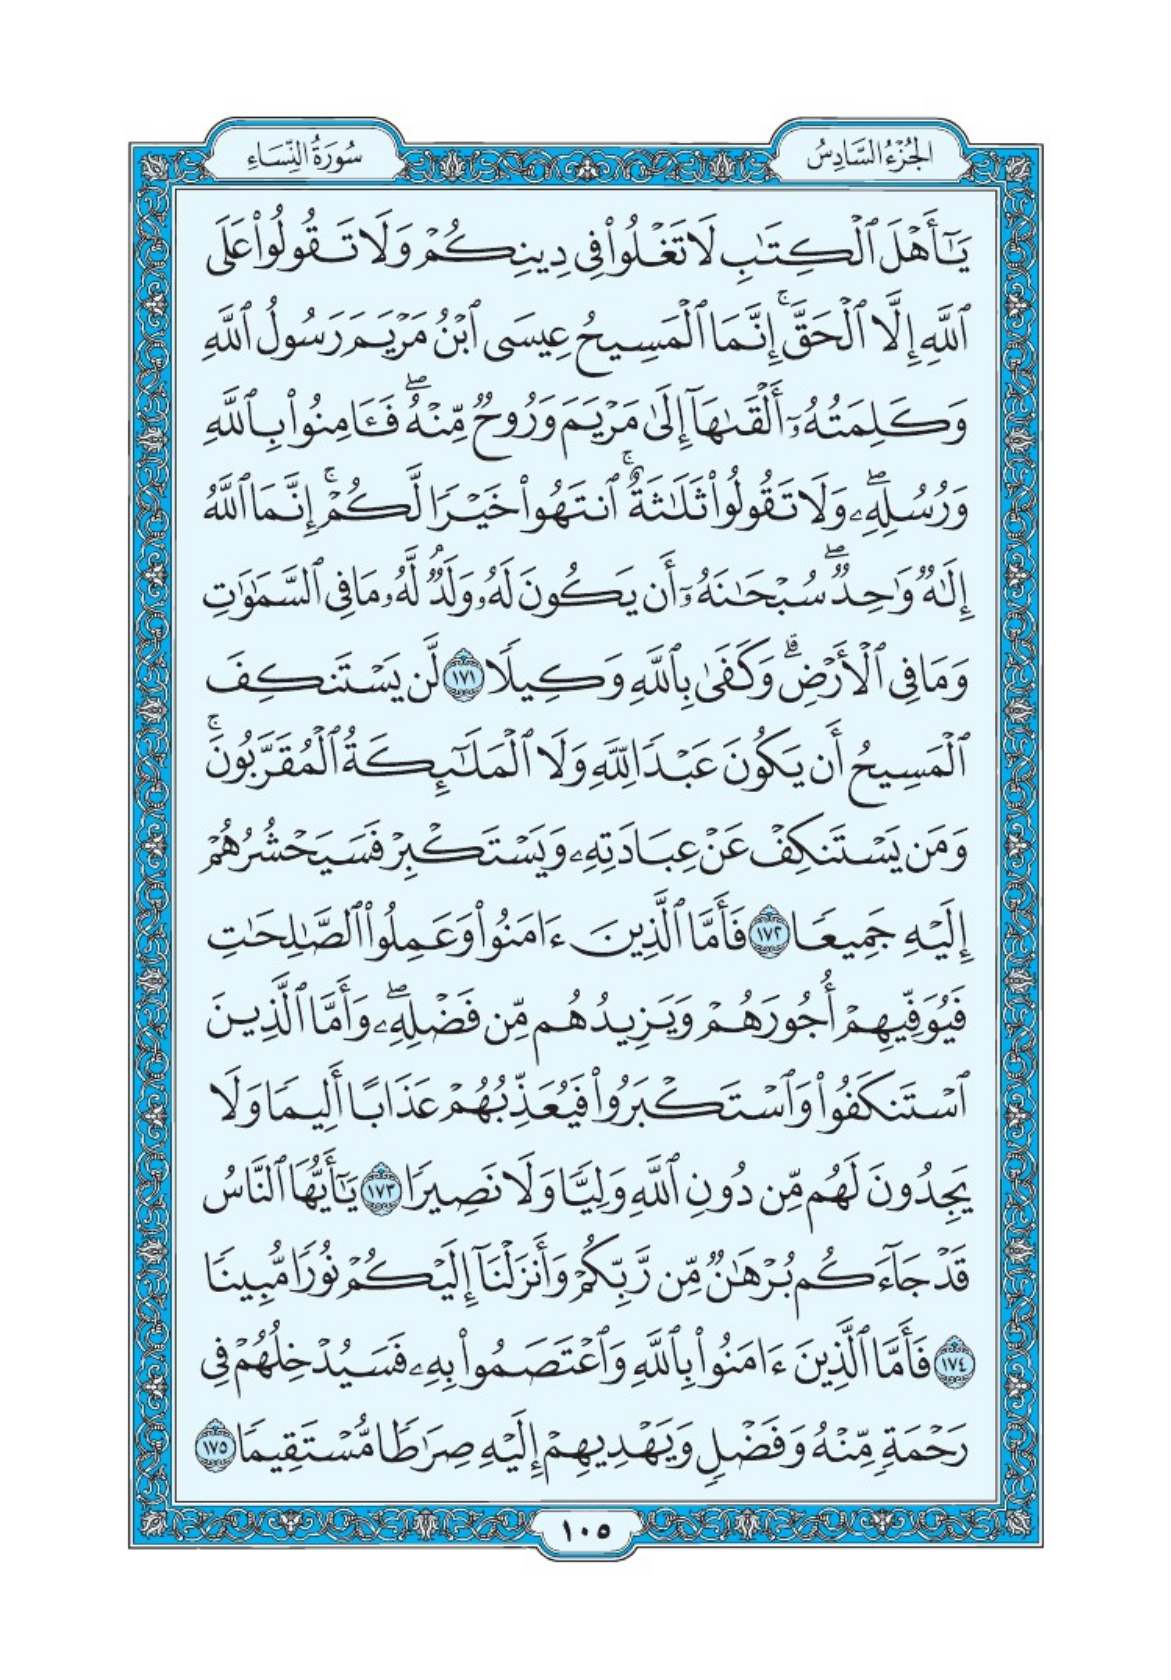 الجُزْءُ السَّادِسُ
سُورَةُ النِّسَاءِ
يَـٰٓأَهْلَ ٱلْكِتَـٰبِ لَا تَغْلُوا۟ فِى دِينِكُمْ وَلَا تَقُولُوا۟ عَلَى
ٱللَّهِ إِلَّا ٱلْحَقَّ ۚ إِنَّمَا ٱلْمَسِيحُ عِيسَى ٱبْنُ مَرْيَمَ رَسُولُ ٱللَّهِ
وَكَلِمَتُهُۥٓ أَلْقَىٰهَآ إِلَىٰ مَرْيَمَ وَرُوحٌ مِّنْهُ ۖ فَـَٔامِنُوا۟ بِٱللَّهِ
وَرُسُلِهِۦ ۖ وَلَا تَقُولُوا۟ ثَلَـٰثَةٌ ۚ ٱنتَهُوا۟ خَيْرًا لَّكُمْ ۚ إِنَّمَا ٱللَّهُ
إِلَـٰهٌ وَٰحِدٌ ۖ سُبْحَـٰنَهُۥٓ أَن يَكُونَ لَهُۥ وَلَدٌ ۘ لَّهُۥ مَا فِى ٱلسَّمَـٰوَٰتِ
وَمَا فِى ٱلْأَرْضِ ۗ وَكَفَىٰ بِٱللَّهِ وَكِيلًا ١٧١ لَّن يَسْتَنكِفَ
ٱلْمَسِيحُ أَن يَكُونَ عَبْدًا لِّلَّهِ وَلَا ٱلْمَلَـٰٓئِكَةُ ٱلْمُقَرَّبُونَ ۚ
وَمَن يَسْتَنكِفْ عَنْ عِبَادَتِهِۦ وَيَسْتَكْبِرْ فَسَيَحْشُرُهُمْ
إِلَيْهِ جَمِيعًا ١٧٢ فَأَمَّا ٱلَّذِينَ ءَامَنُوا۟ وَعَمِلُوا۟ ٱلصَّـٰلِحَـٰتِ
فَيُوَفِّيهِمْ أُجُورَهُمْ وَيَزِيدُهُم مِّن فَضْلِهِۦ ۖ وَأَمَّا ٱلَّذِينَ
ٱسْتَنكَفُوا۟ وَٱسْتَكْبَرُوا۟ فَيُعَذِّبُهُمْ عَذَابًا أَلِيمًا وَلَا
يَجِدُونَ لَهُم مِّن دُونِ ٱللَّهِ وَلِيًّا وَلَا نَصِيرًا ١٧٣ يَـٰٓأَيُّهَا ٱلنَّاسُ
قَدْ جَآءَكُم بُرْهَـٰنٌ مِّن رَّبِّكُمْ وَأَنزَلْنَآ إِلَيْكُمْ نُورًا مُّبِينًا
١٧٤ فَأَمَّا ٱلَّذِينَ ءَامَنُوا۟ بِٱللَّهِ وَٱعْتَصَمُوا۟ بِهِۦ فَسَيُدْخِلُهُمْ فِى
رَحْمَةٍ مِّنْهُ وَفَضْلٍ وَيَهْدِيهِمْ إِلَيْهِ صِرَٰطًا مُّسْتَقِيمًا ١٧٥
١٠٥